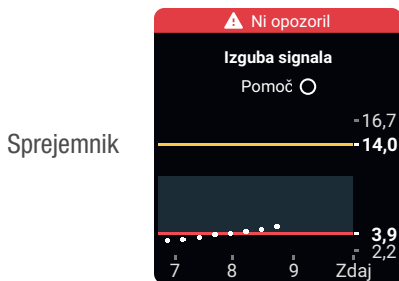 Ni opozoril
Izguba signala
Pomoč
16,7
14,0
Sprejemnik
3,9
2,2
7 8 9 Zdaj